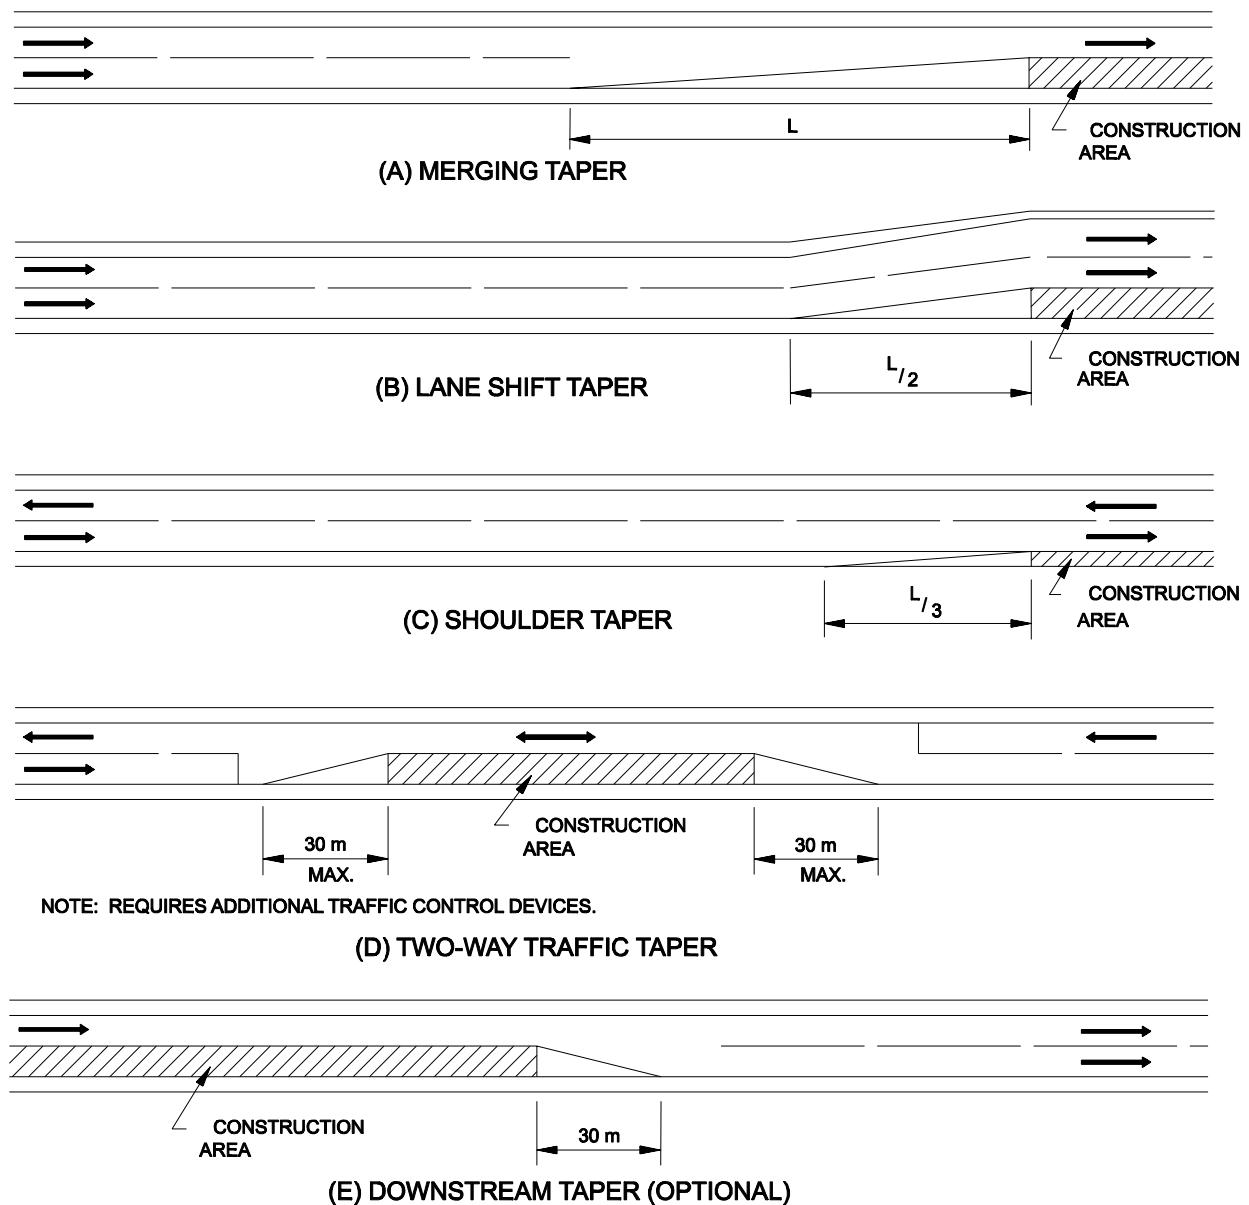 L
CONSTRUCTION
AREA
(A) MERGING TAPER
L/2
CONSTRUCTION
AREA
(B) LANE SHIFT TAPER
L/3
CONSTRUCTION
AREA
(C) SHOULDER TAPER
CONSTRUCTION
AREA
30 m
MAX.
30 m
MAX.
NOTE: REQUIRES ADDITIONAL TRAFFIC CONTROL DEVICES.
(D) TWO-WAY TRAFFIC TAPER
CONSTRUCTION
AREA
30 m
(E) DOWNSTREAM TAPER (OPTIONAL)